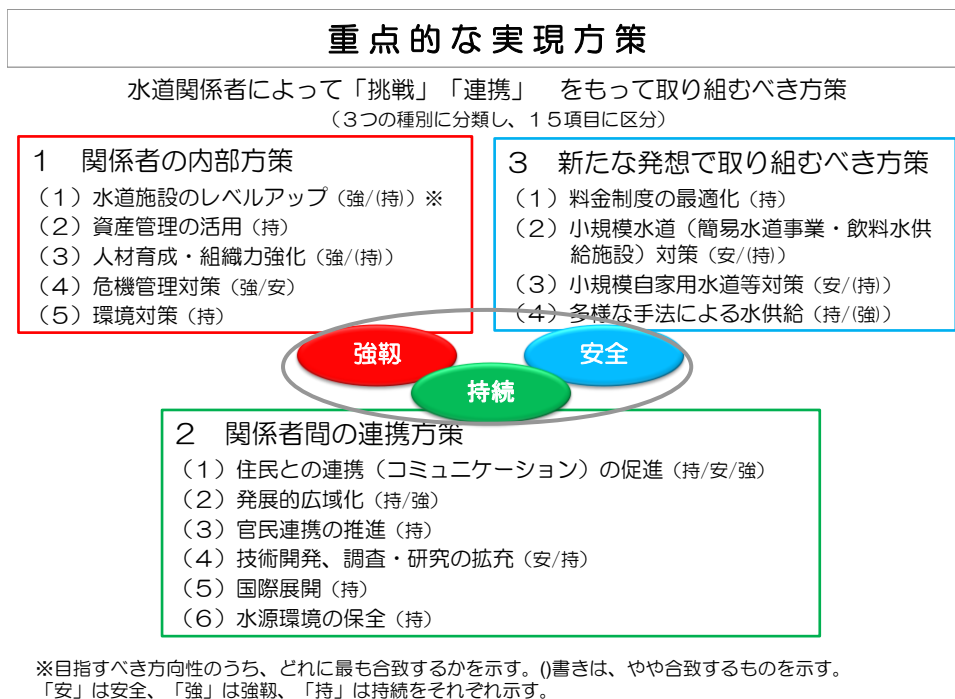 重点的な実現方策
水道関係者によって「挑戦」「連携」　をもって取り組むべき方策
（３つの種別に分類し、１５項目に区分）
１　関係者の内部方策
（１）水道施設のレベルアップ（強/(持)）※
（２）資産管理の活用（持）
（３）人材育成・組織力強化（強/(持)）
（４）危機管理対策（強/安）
（５）環境対策（持）
３　新たな発想で取り組むべき方策
（１）料金制度の最適化（持）
（２）小規模水道（簡易水道事業・飲料水供
給施設）対策（安/(持)）
（３）小規模自家用水道等対策（安/(持)）
（４）多様な手法による水供給（持/(強)）
強靱
安全
持続
２　関係者間の連携方策
（１）住民との連携（コミュニケーション）の促進（持/安/強）
（２）発展的広域化（持/強）
（３）官民連携の推進（持）
（４）技術開発、調査・研究の拡充（安/持）
（５）国際展開（持）
（６）水源環境の保全（持）
※目指すべき方向性のうち、どれに最も合致するかを示す。()書きは、やや合致するものを示す。
「安」は安全、「強」は強靱、「持」は持続をそれぞれ示す。